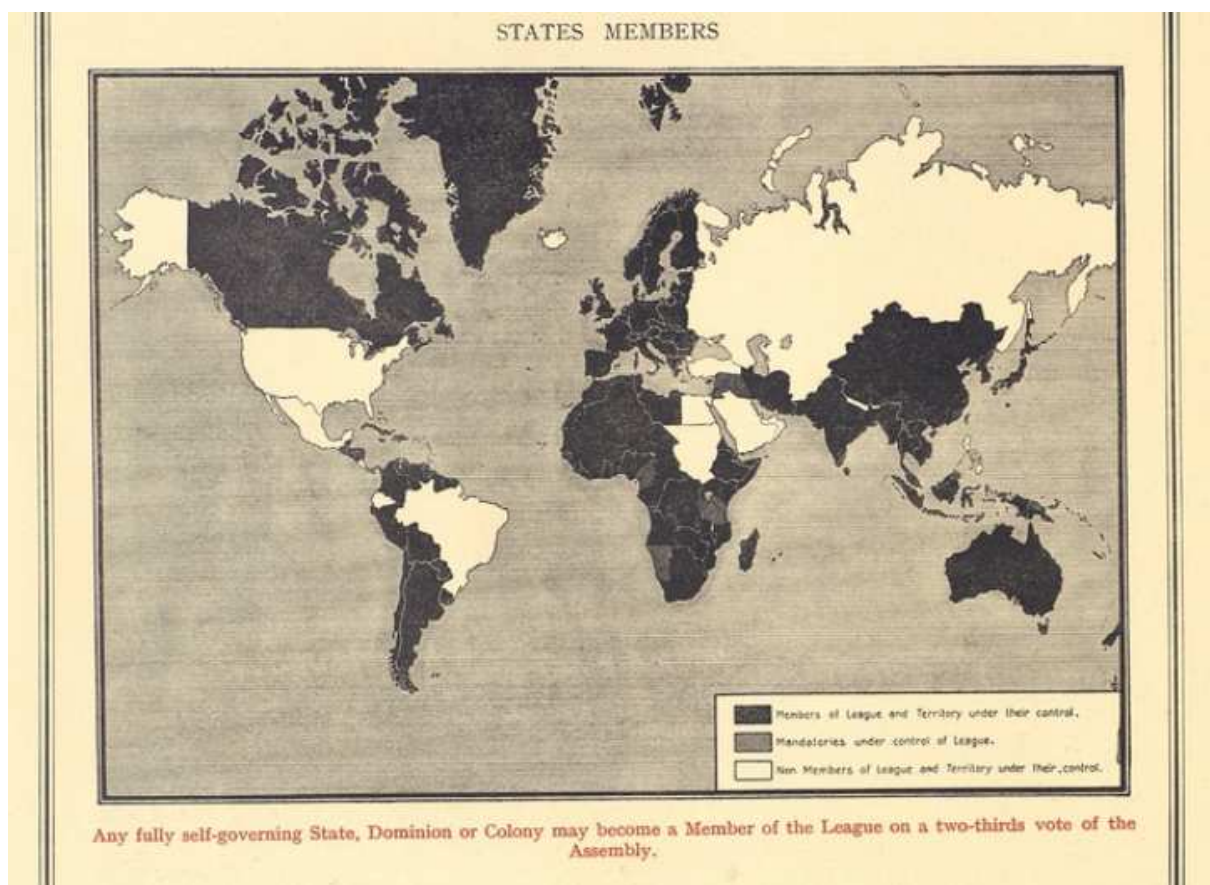 STATES MEMBERS
Members of League and Territory under their control.
Mandatories under control of League.
Non Members of League and Territory under their control.
Any fully self-governing State, Dominion or Colony may become a Member of the League on a two-thirds vote of the
Assembly.